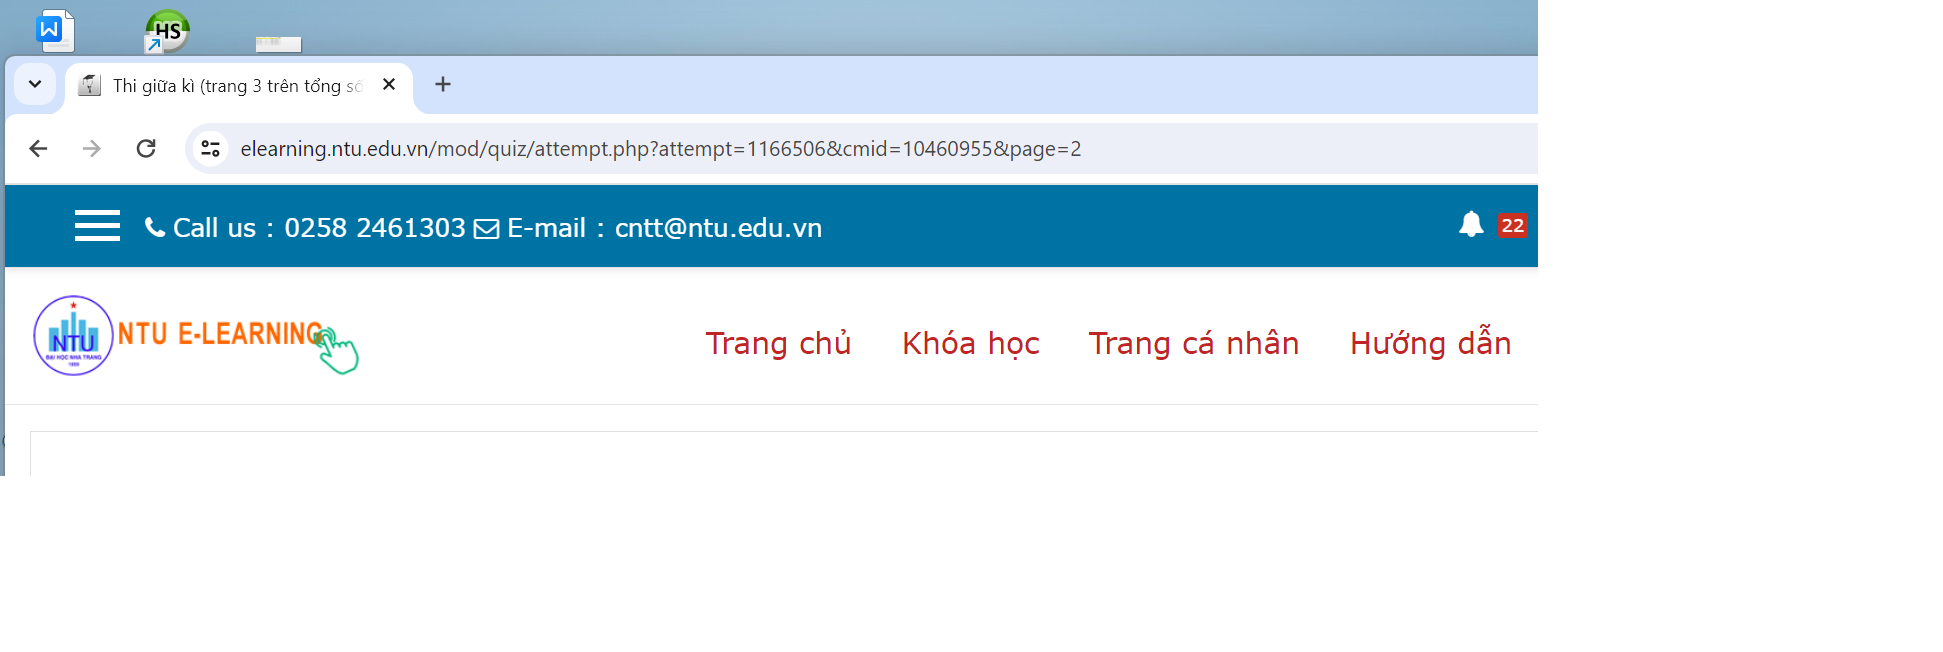 HS
Thi giữa kì (trang 3 trên tổng số
elearning.ntu.edu.vn/mod/quiz/attempt.php?attempt=1166506&cmid=10460955&page=2
Call us : 0258 2461303 E-mail : cntt@ntu.edu.vn
22
NTU
ĐẠI HỌC NHA TRANG
1959
NTU E-LEARNING
Trang chủ Khóa học Trang cá nhân Hướng dẫn